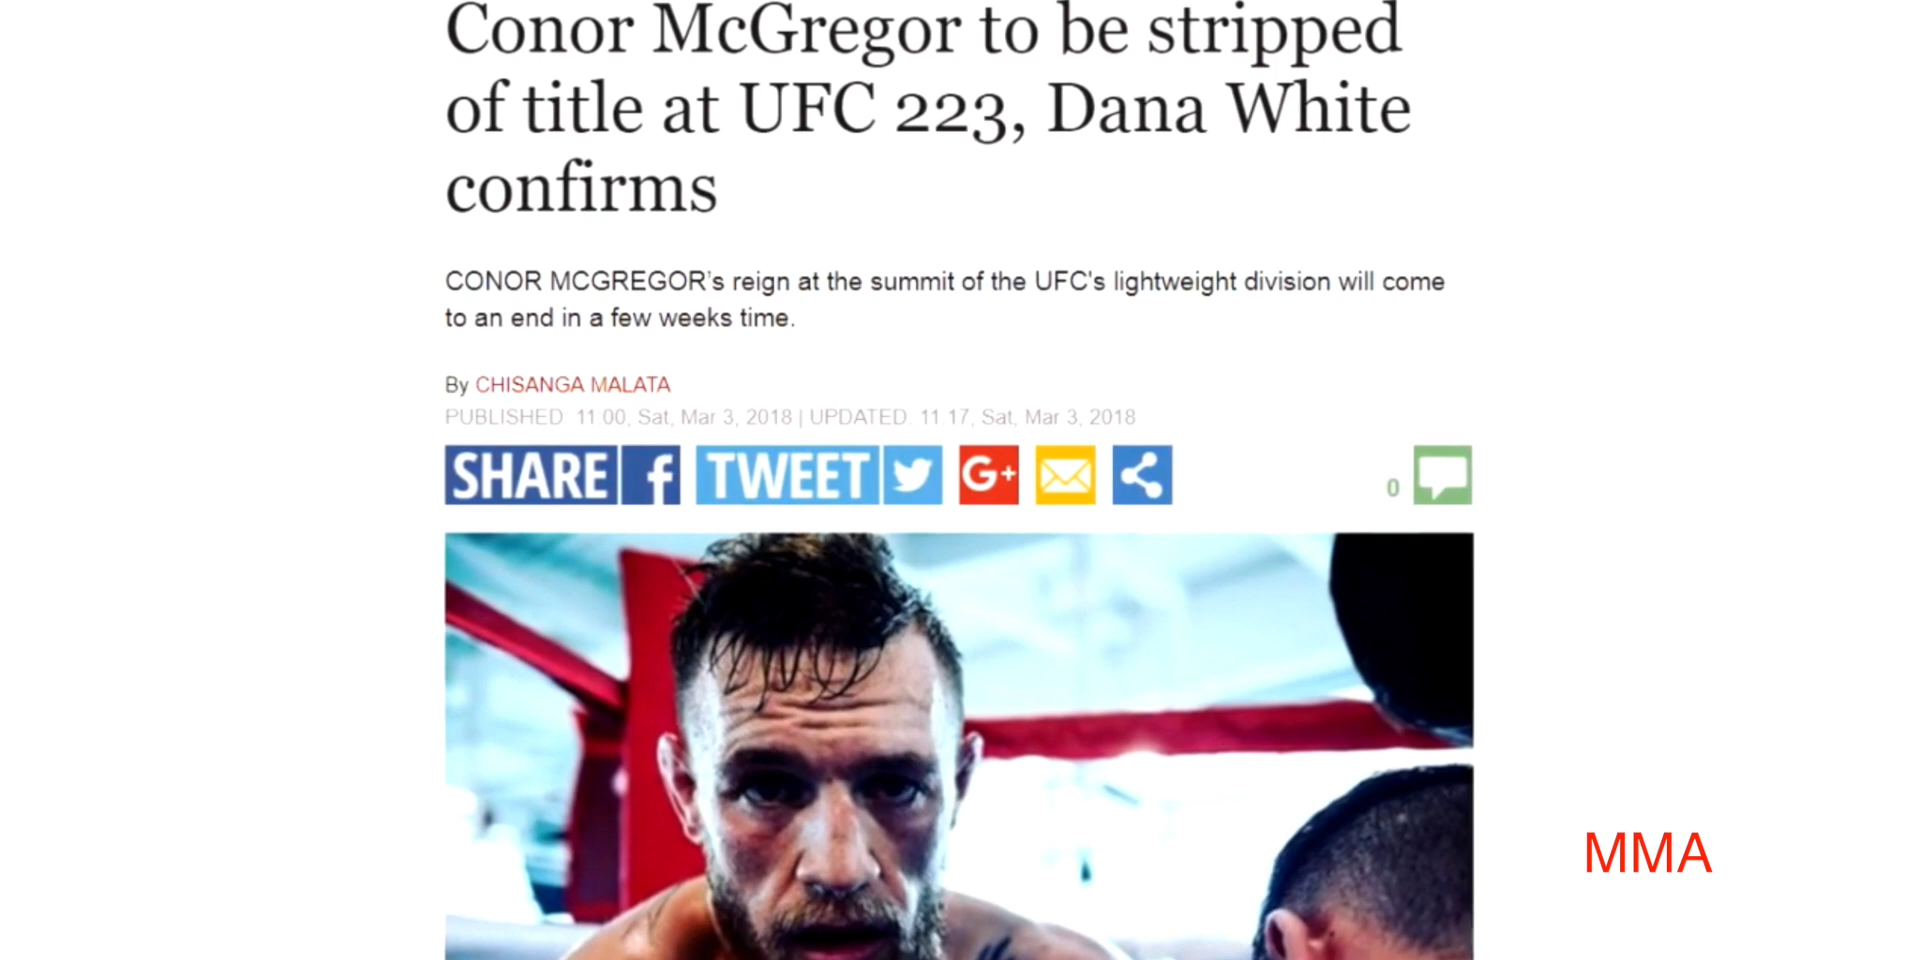 Conor McGregor to be stripped
of title at UFC 223, Dana White
confirms
CONOR MCGREGOR's reign at the summit of the UFC's lightweight division will come
to an end in a few weeks time.
By CHISANGA MALATA
PUBLISHED 11:00, Sat, Mar 3, 2018 | UPDATED: 11:17, Sat, Mar 3, 2018
SHARE f TWEET G+ 0
MMA